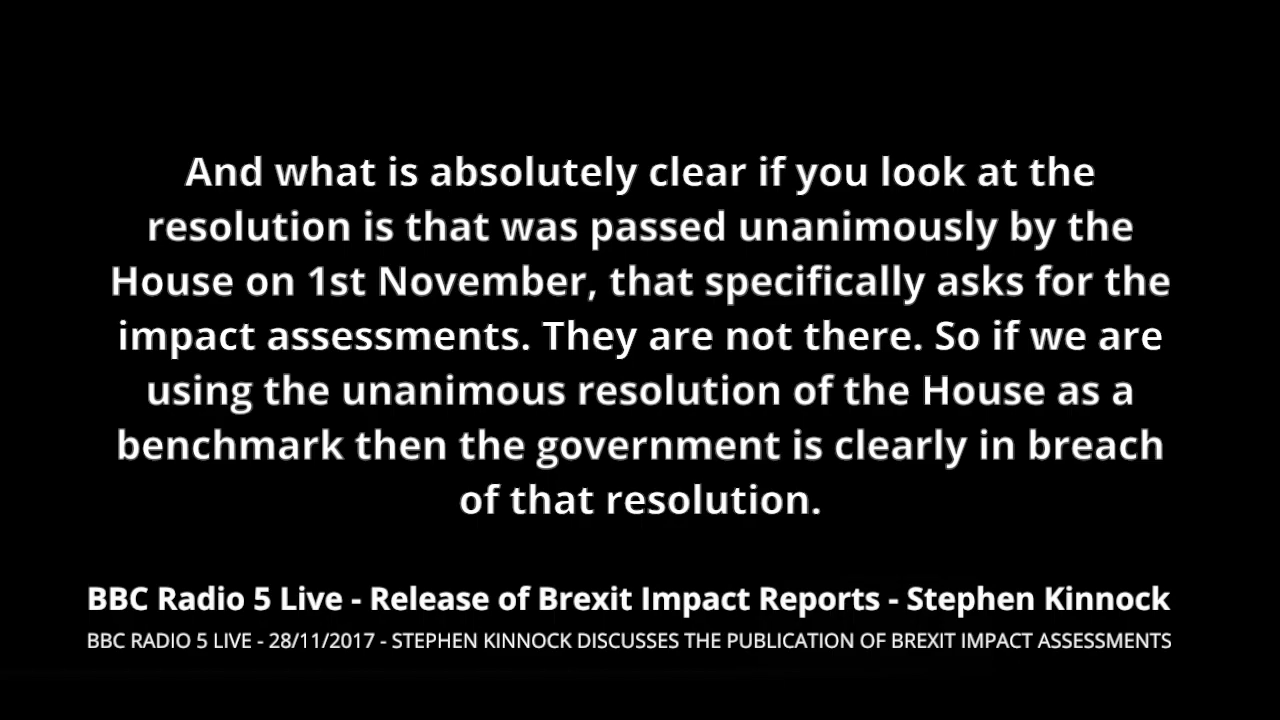 And what is absolutely clear if you look at the
resolution is that was passed unanimously by the
House on 1st November, that specifically asks for the
impact assessments. They are not there. So if we are
using the unanimous resolution of the House as a
benchmark then the government is clearly in breach
of that resolution.
BBC Radio 5 Live - Release of Brexit Impact Reports - Stephen Kinnock
BBC RADIO 5 LIVE - 28/11/2017 - STEPHEN KINNOCK DISCUSSES THE PUBLICATION OF BREXIT IMPACT ASSESSMENTS